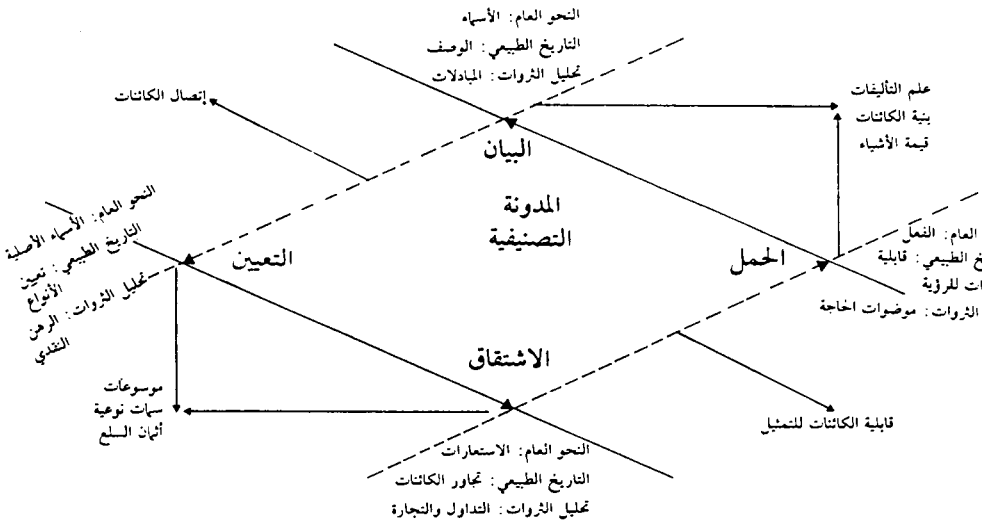 النحو العام: الأسماء
التاريخ الطبيعي: الوصف
تحليل الثروات: المبادلات
علم التأليفات
بنية الكائنات
قيمة الأشياء
إتصال الكائنات
البيان
المدونة
التصنيفية
الحمل
التعيين
الاشتقاق
العام: الفعل
خ الطبيعي: قابلية
ات للرؤية
الثروات: موضوات الحاجة
النحو العام: الأسماء الأصلية
التاريخ الطبيعي: تعيين
الأنواع
تحليل الثروات: الرهن
النقدي
موسوعات
سمات نوعية
أثمان السلع
قابلية الكائنات للتمثيل
النحو العام: الاستعارات
التاريخ الطبيعي: تجاور الكائنات
تحليل الثروات: التداول والتجارة